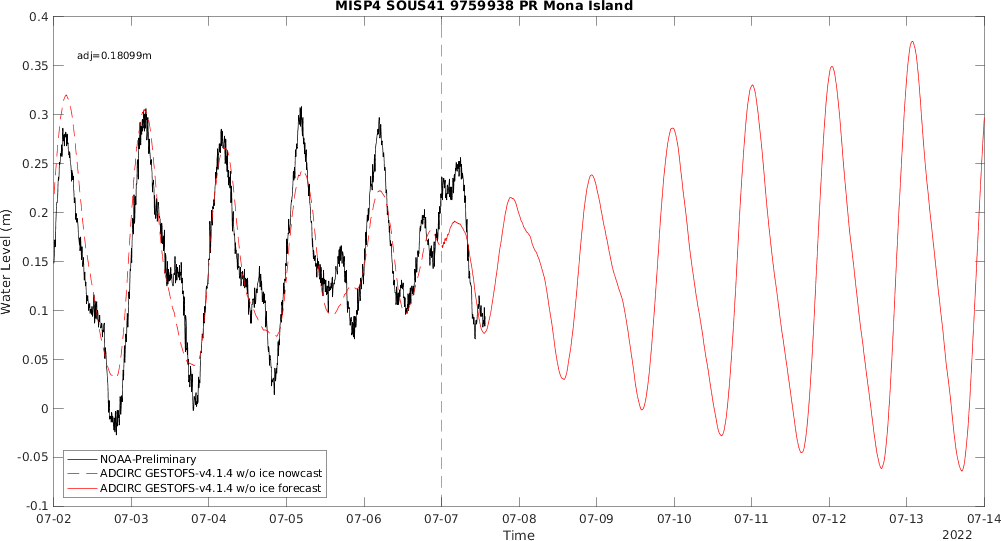 MISP4 SOUS41 9759938 PR Mona Island
0.4
adj=0.18099m
0.35
0.3
0.25
0.2
0.15
0.1
0.05
0
-0.05
-0.1
Water Level (m)
NOAA-Preliminary
ADCIRC GESTOFS-v4.1.4 w/o ice nowcast
ADCIRC GESTOFS-v4.1.4 w/o ice forecast
07-02 07-03 07-04 07-05 07-06 07-07 07-08 07-09 07-10 07-11 07-12 07-13 07-14
Time
2022